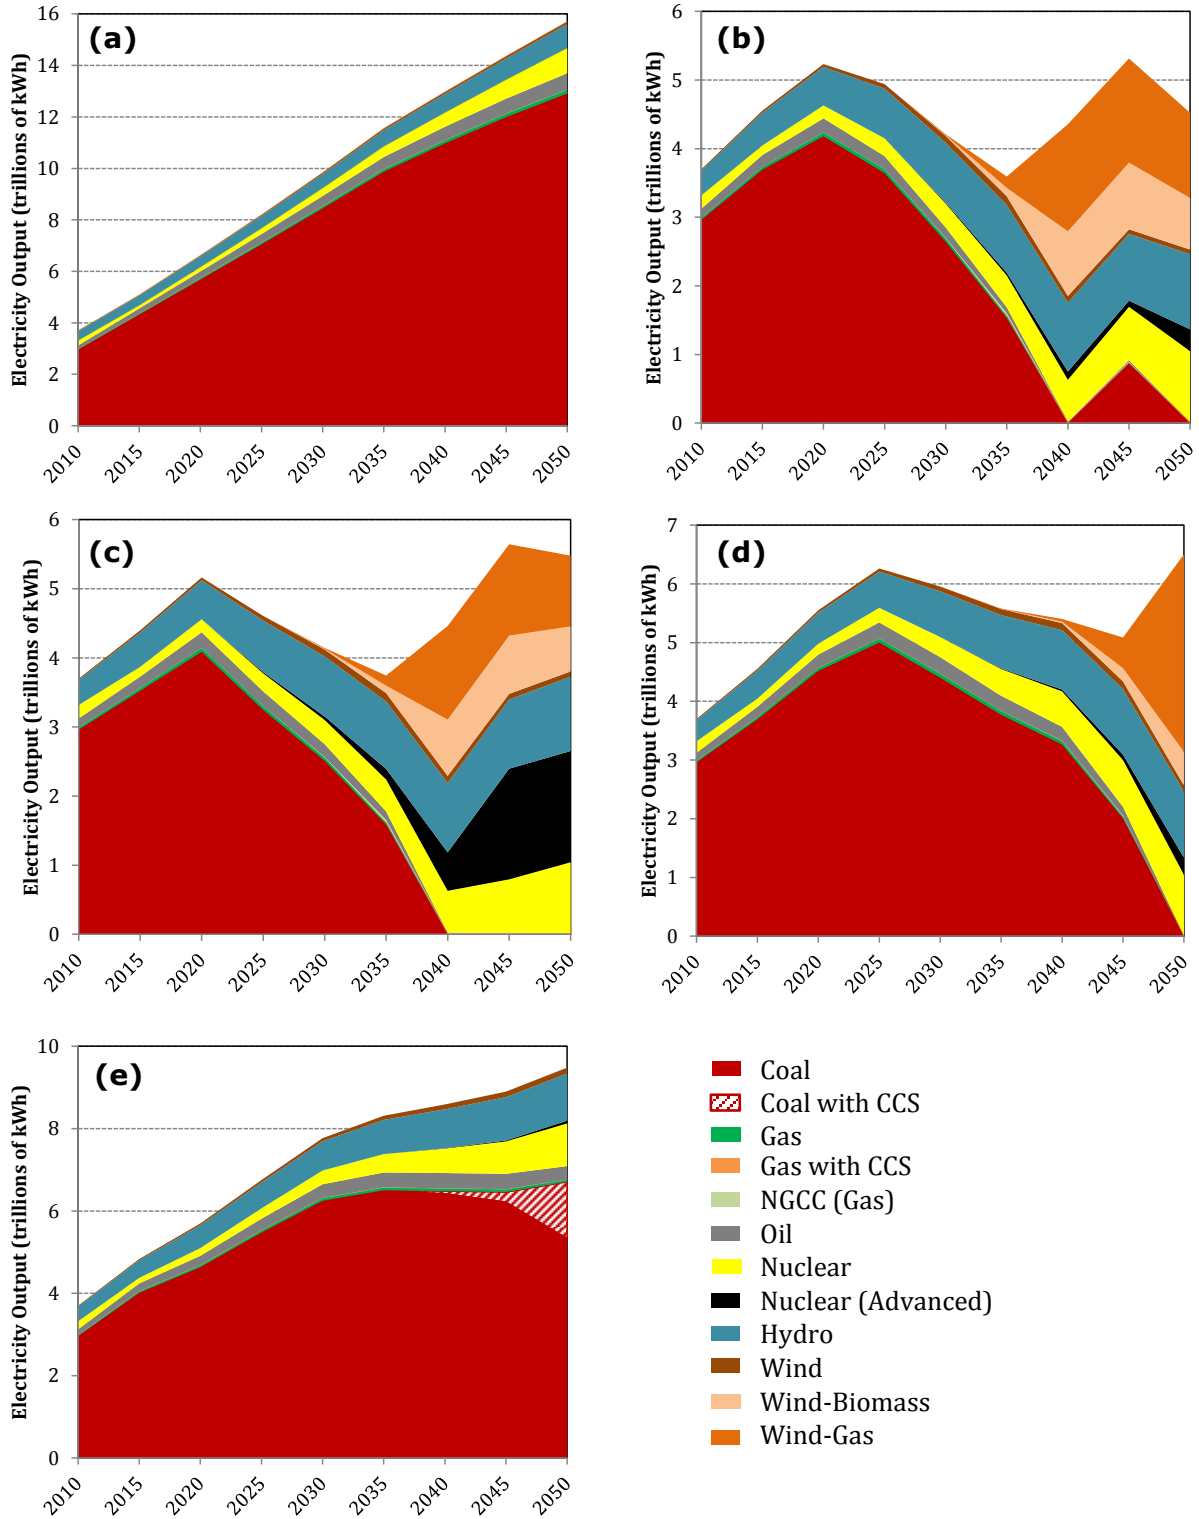 (a)
Electricity Output (trillions of kWh)
16
14
12
10
8
6
4
2
0
2010 2015 2020 2025 2030 2035 2040 2045 2050
(b)
Electricity Output (trillions of kWh)
6
5
4
3
2
1
0
2010 2015 2020 2025 2030 2035 2040 2045 2050
(c)
Electricity Output (trillions of kWh)
6
5
4
3
2
1
0
2010 2015 2020 2025 2030 2035 2040 2045 2050
(d)
Electricity Output (trillions of kWh)
7
6
5
4
3
2
1
0
2010 2015 2020 2025 2030 2035 2040 2045 2050
(e)
Electricity Output (trillions of kWh)
10
8
6
4
2
0
2010 2015 2020 2025 2030 2035 2040 2045 2050
Coal
Coal with CCS
Gas
Gas with CCS
NGCC (Gas)
Oil
Nuclear
Nuclear (Advanced)
Hydro
Wind
Wind-Biomass
Wind-Gas